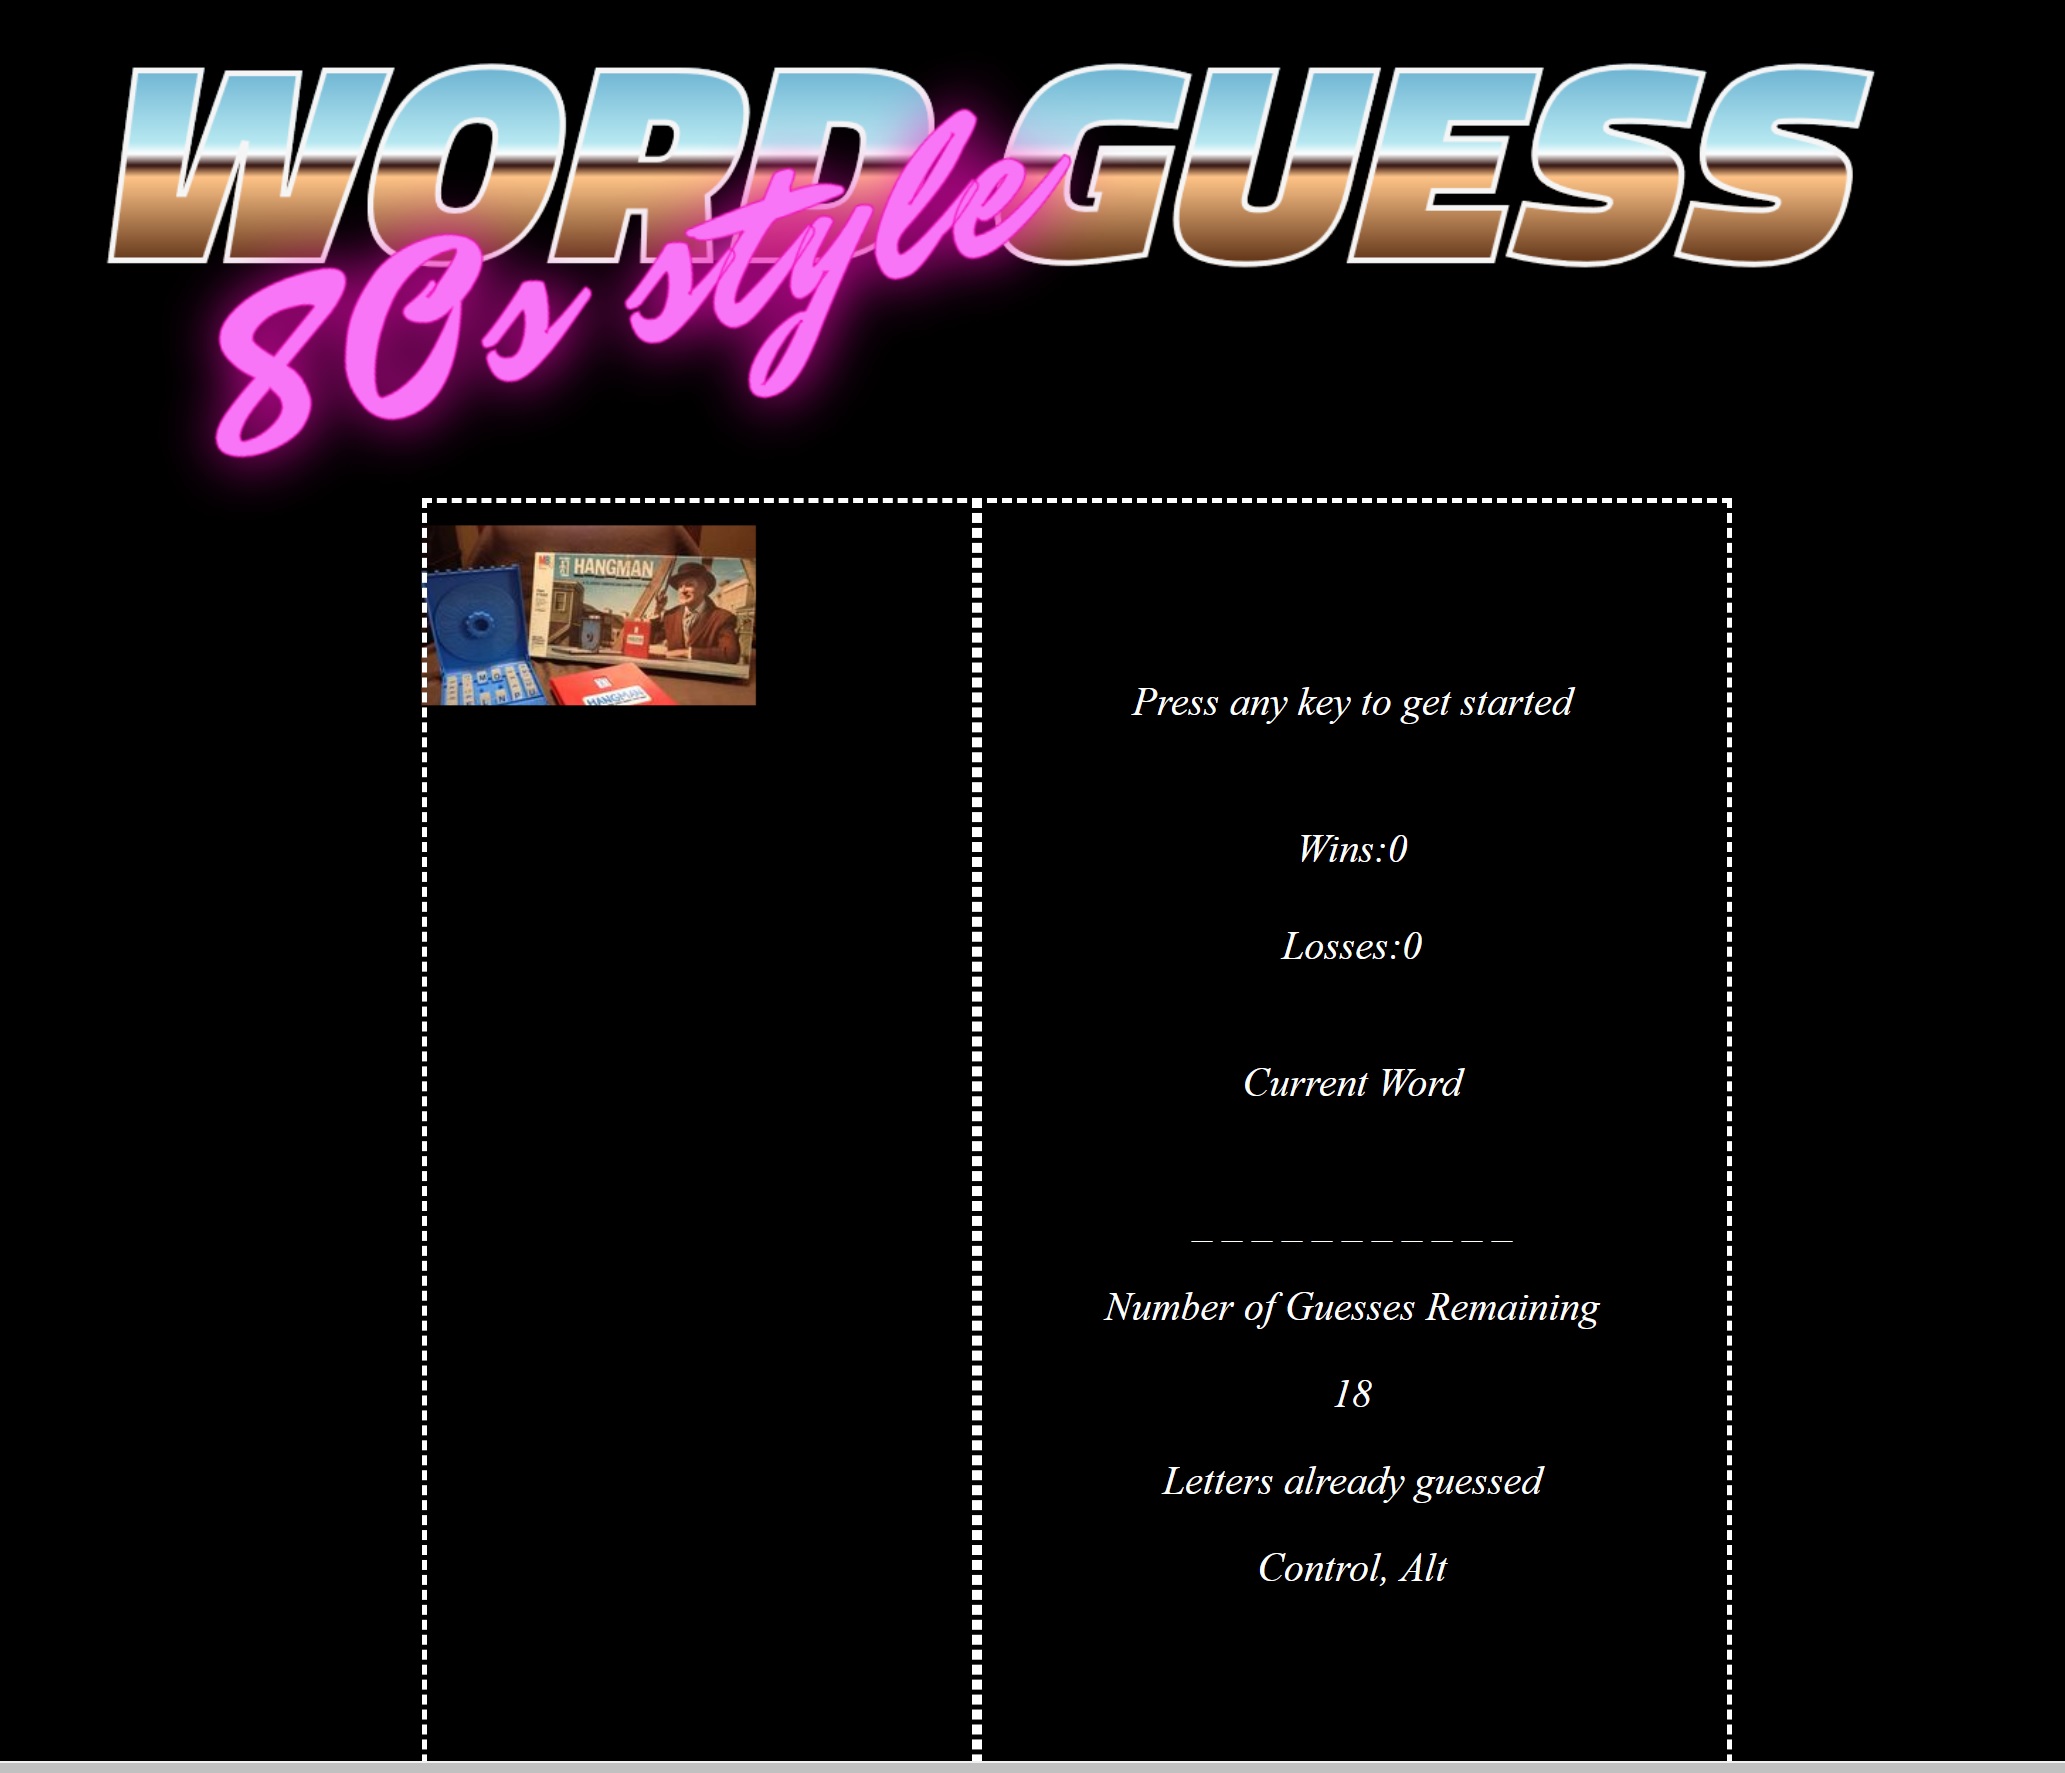 WORD GUESS
80s style
HANGMAN
HANGMAN
Press any key to get started
Wins:0
Losses:0
Current Word
_ _ _ _ _ _ _ _ _ _ _
Number of Guesses Remaining
18
Letters already guessed
Control, Alt